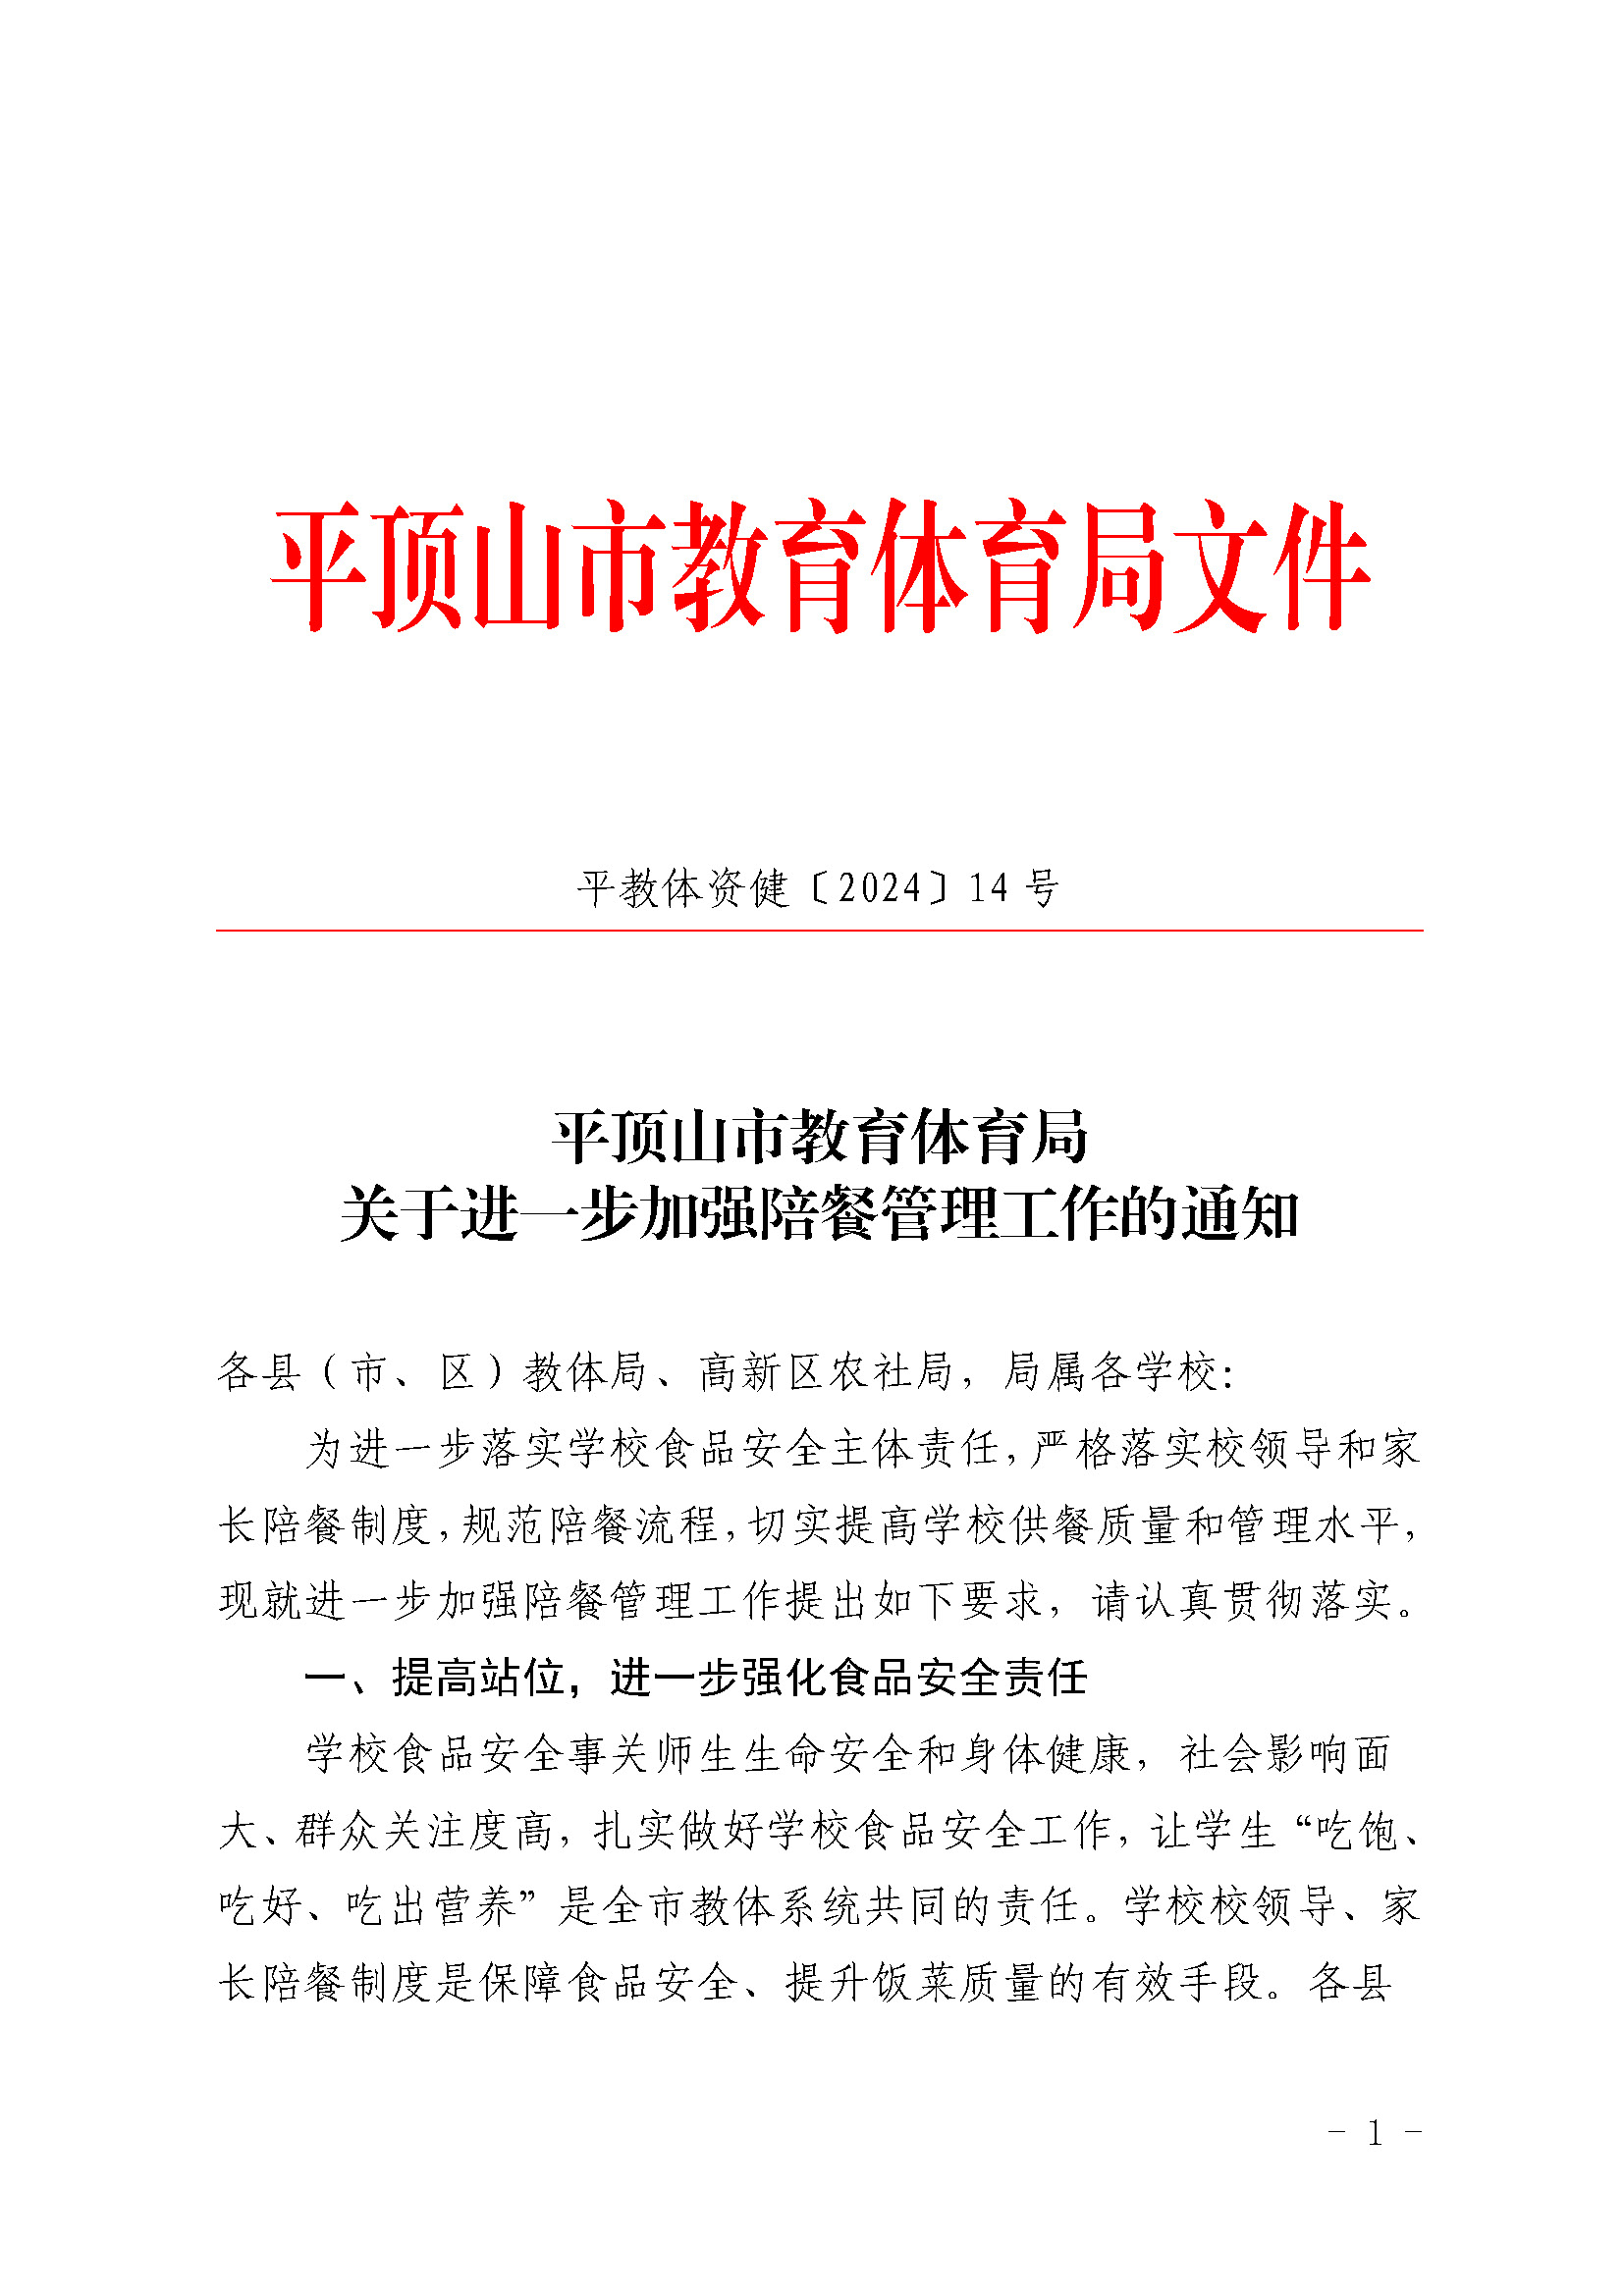 平顶山市教育体育局文件
平教体资健〔2024〕14 号
平顶山市教育体育局
关于进一步加强陪餐管理工作的通知
各县（市、区）教体局、高新区农社局，局属各学校：
为进一步落实学校食品安全主体责任，严格落实校领导和家
长陪餐制度，规范陪餐流程，切实提高学校供餐质量和管理水平，
现就进一步加强陪餐管理工作提出如下要求，请认真贯彻落实。
一、提高站位，进一步强化食品安全责任
学校食品安全事关师生生命安全和身体健康，社会影响面
大、群众关注度高，扎实做好学校食品安全工作，让学生“吃饱、
吃好、吃出营养”是全市教体系统共同的责任。学校校领导、家
长陪餐制度是保障食品安全、提升饭菜质量的有效手段。各县
- 1 -